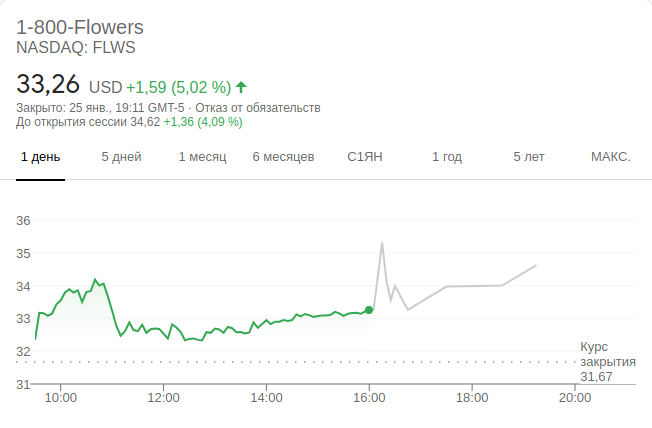 1-800-Flowers
NASDAQ: FLWS
33,26 USD +1,59 (5,02 %)
Закрыто: 25 янв., 19:11 GMT-5 · Отказ от обязательств
До открытия сессии 34,62 +1,36 (4,09 %)
1 день 5 дней 1 месяц 6 месяцев С1ЯН 1 год 5 лет МАКС.
36
35
34
33
32
Курс
закрытия
31,67
31
10:00 12:00 14:00 16:00 18:00 20:00